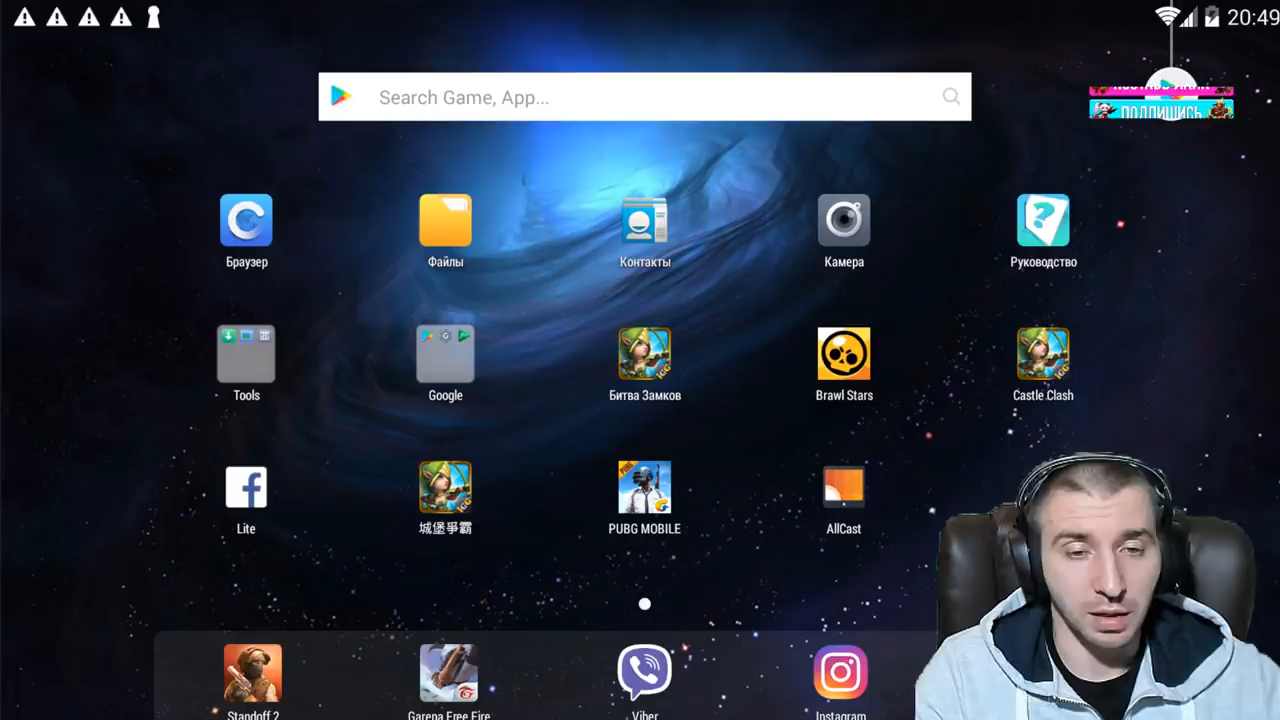 20:49
Search Game, App...
ПОДПИШИСЬ
Браузер
Файлы
Контакты
Камера
Руководство
Tools
Google
Битва Замков
Brawl Stars
Castle Clash
Lite
城堡爭霸
PUBG MOBILE
AllCast
Standoff 2
Garena Free Fire
Viber
Instagram